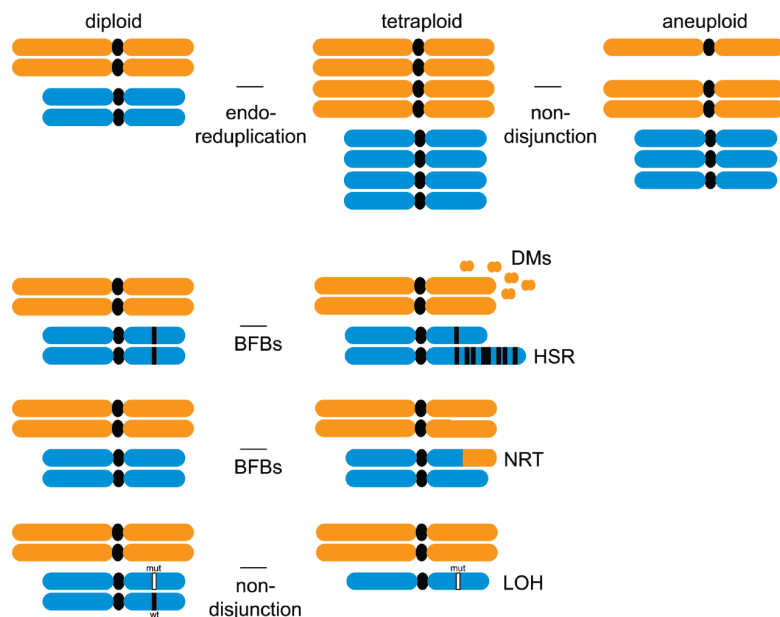 diploid
tetraploid
aneuploid
endo-
reduplication
non-
disjunction
DMs
BFBs
HSR
BFBs
NRT
mut
wt
non-
disjunction
mut
LOH